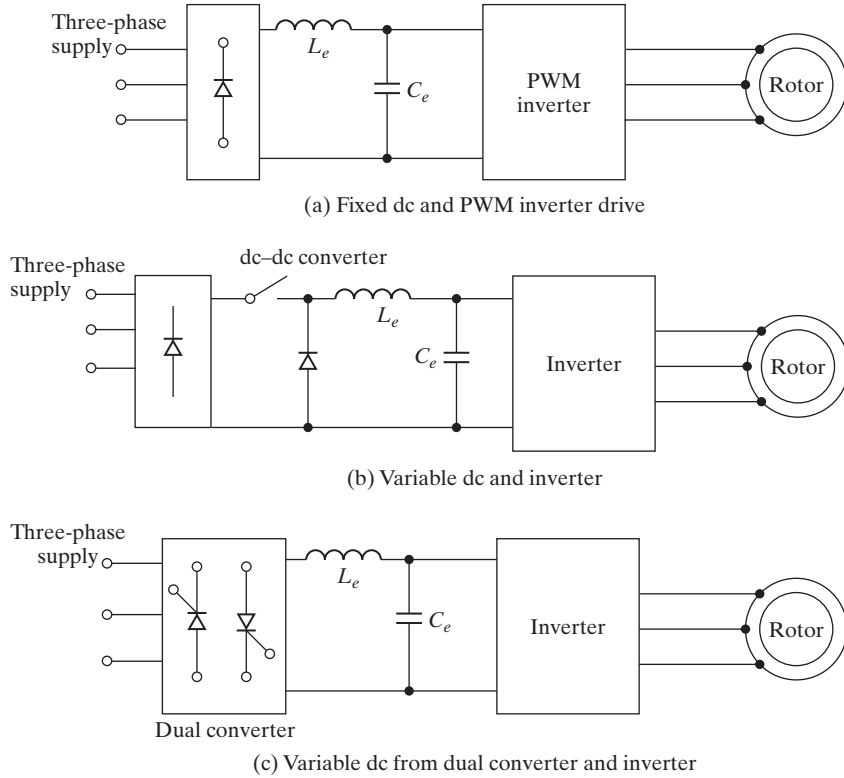 Three-phase
supply
L_e
C_e
PWM
inverter
Rotor
(a) Fixed dc and PWM inverter drive
Three-phase
supply
dc–dc converter
L_e
C_e
Inverter
Rotor
(b) Variable dc and inverter
Three-phase
supply
L_e
C_e
Inverter
Rotor
Dual converter
(c) Variable dc from dual converter and inverter